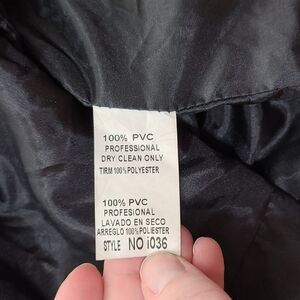 100% PVC
PROFESSIONAL
DRY CLEAN ONLY
TIRM 100% POLYESTER
100% PVC
PROFESIONAL
LAVADO EN SECO
ARREGLO 100% POLIESTER
STYLE NO i036